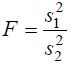 F = s₁² / s₂²